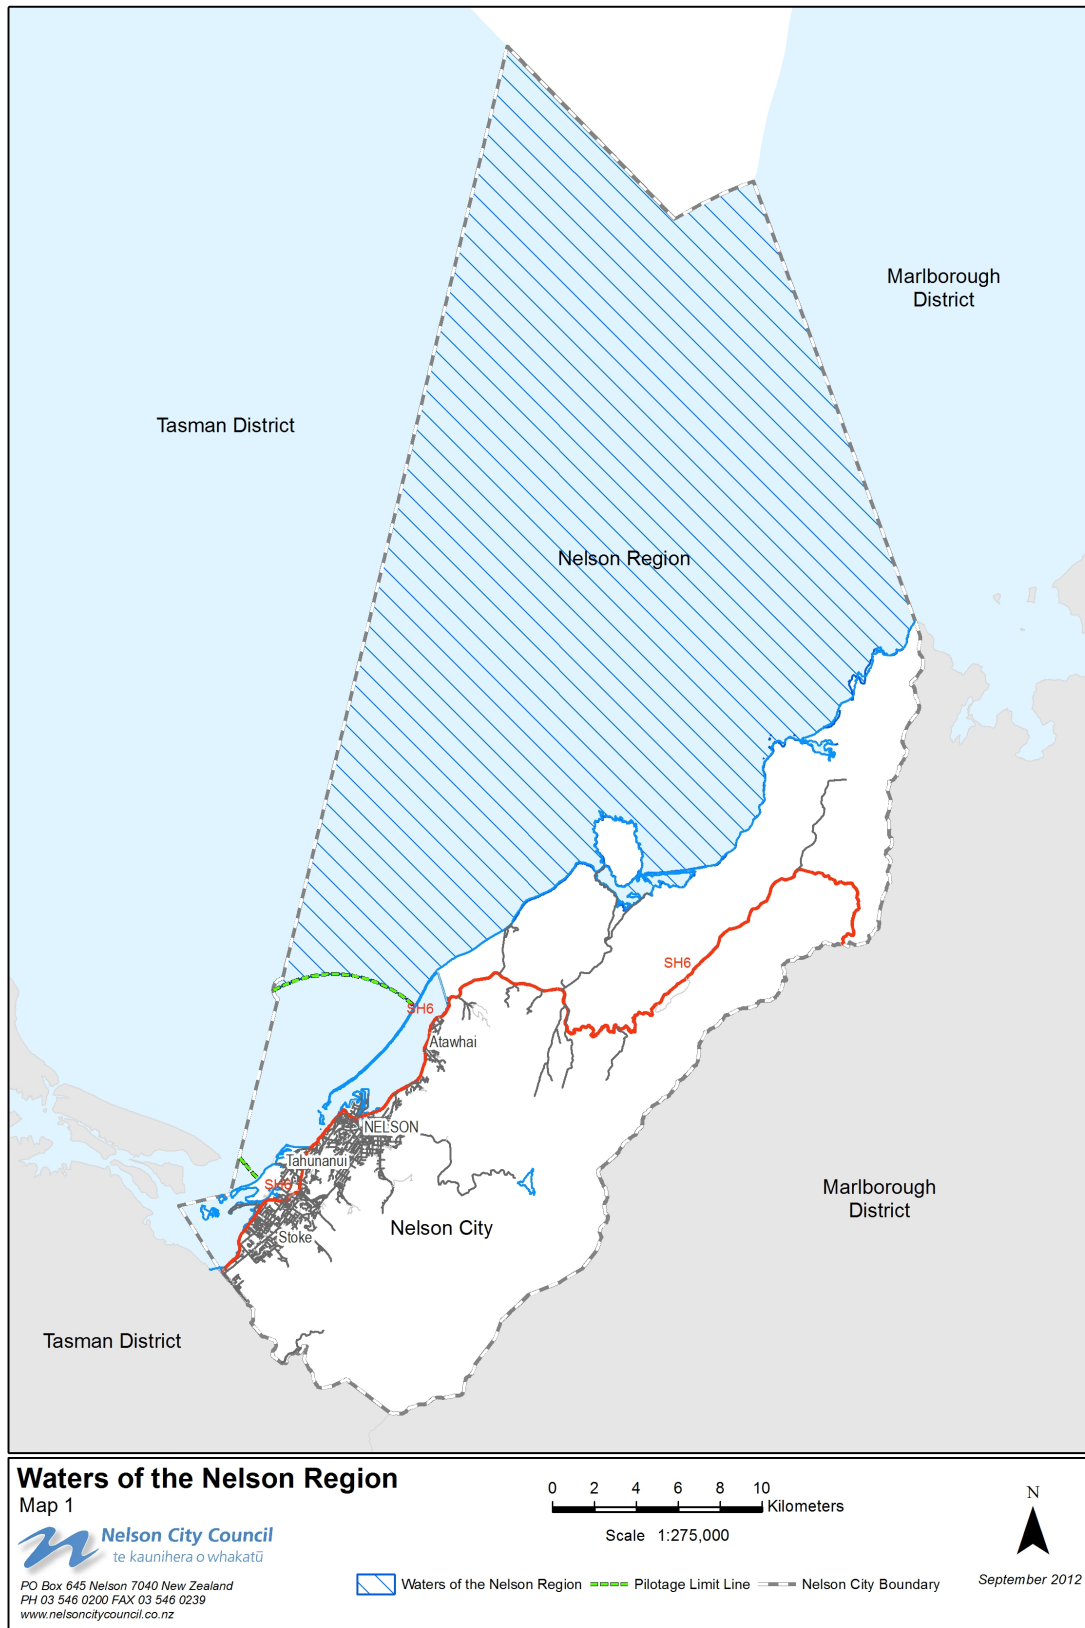 Marlborough
District
Tasman District
Nelson Region
SH6
SH6
Atawhai
NELSON
Tahunanui
SH6
Marlborough
District
Nelson City
Stoke
Tasman District
Waters of the Nelson Region
Map 1
Nelson City Council
te kaunihera o whakatū
PO Box 645 Nelson 7040 New Zealand
PH 03 546 0200 FAX 03 546 0239
www.nelsoncitycouncil.co.nz
0 2 4 6 8 10
Kilometers
Scale 1:275,000
Waters of the Nelson Region Pilotage Limit Line Nelson City Boundary
N
September 2012